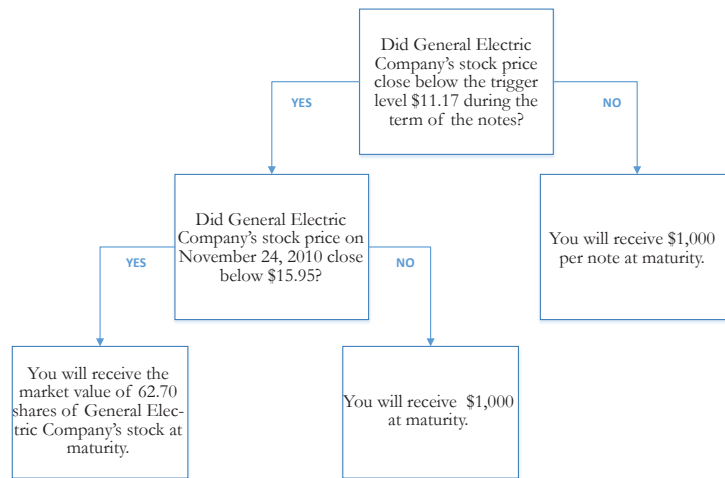 Did General Electric
Company's stock price
close below the trigger
level $11.17 during the
term of the notes?
YES
NO
Did General Electric
Company's stock price on
November 24, 2010 close
below $15.95?
You will receive $1,000
per note at maturity.
YES
NO
You will receive the
market value of 62.70
shares of General Elec-
tric Company's stock at
maturity.
You will receive $1,000
at maturity.